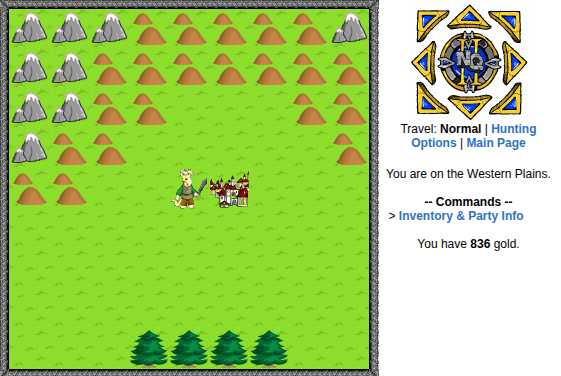 NQ
Travel: Normal | Hunting
Options | Main Page
You are on the Western Plains.
-- Commands --
> Inventory & Party Info
You have 836 gold.